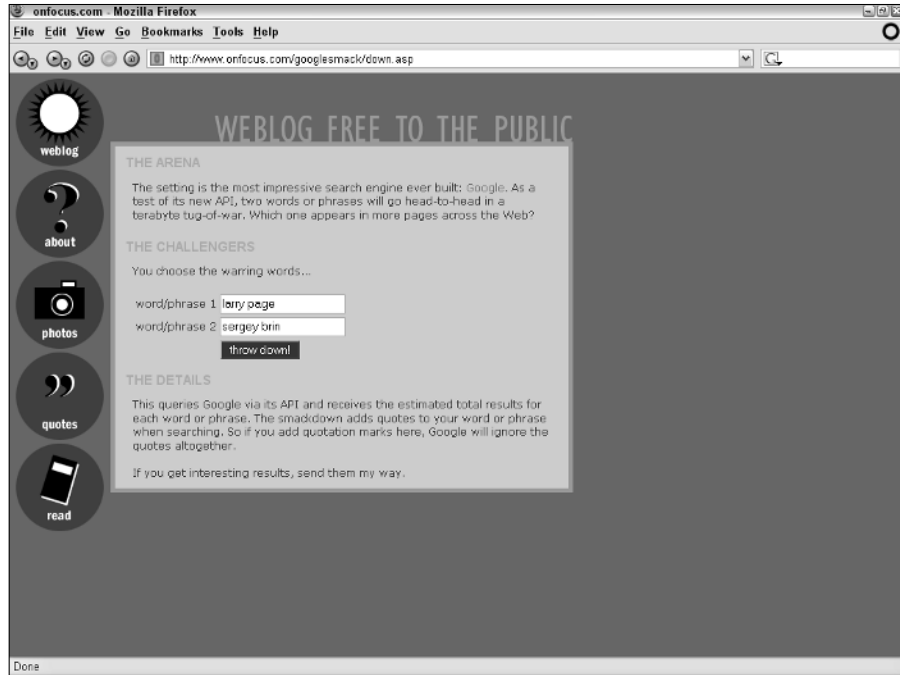 onfocus.com - Mozilla Firefox
File Edit View Go Bookmarks Tools Help
http://www.onfocus.com/googlesmack/down.asp
WEBLOG FREE TO THE PUBLIC
weblog
THE ARENA
The setting is the most impressive search engine ever built: Google. As a
test of its new API, two words or phrases will go head-to-head in a
terabyte tug-of-war. Which one appears in more pages across the Web?
about
THE CHALLENGERS
You choose the warring words...
word/phrase 1 larry page
word/phrase 2 sergey brin
throw down!
photos
THE DETAILS
This queries Google via its API and receives the estimated total results for
each word or phrase. The smackdown adds quotes to your word or phrase
when searching. So if you add quotation marks here, Google will ignore the
quotes altogether.
quotes
If you get interesting results, send them my way.
read
Done